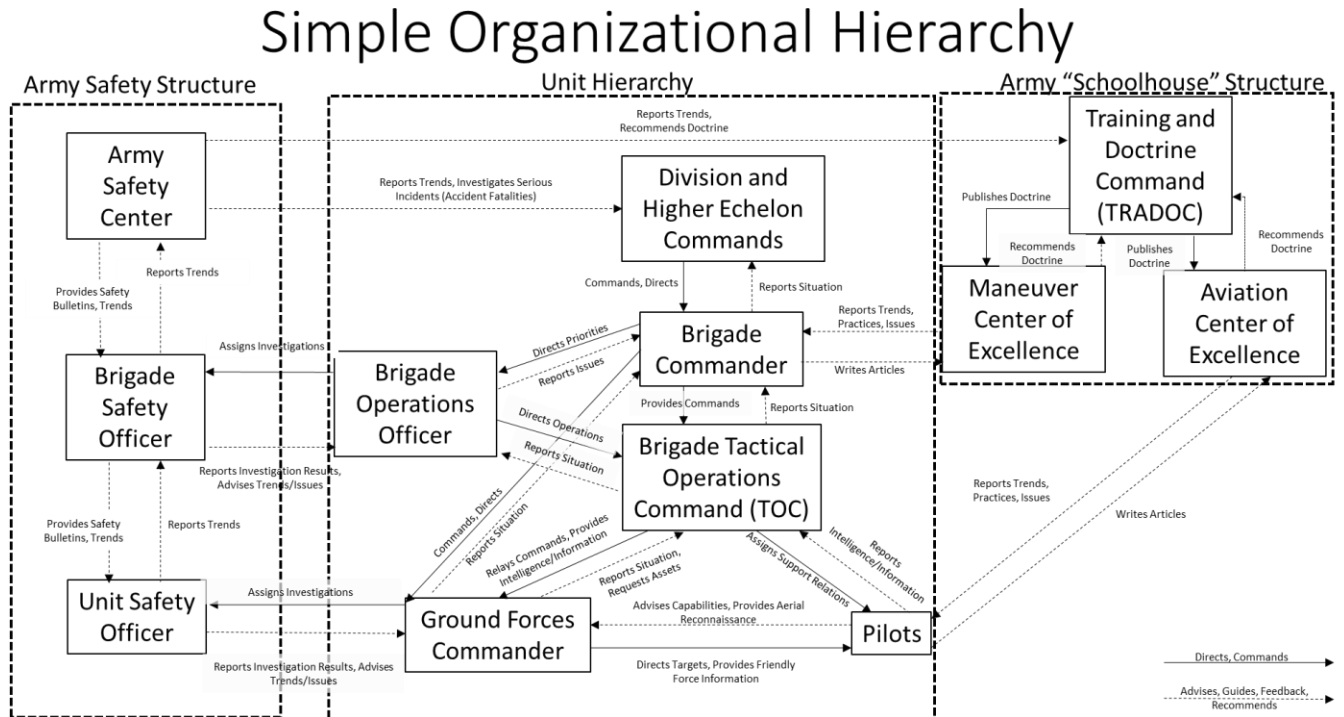 Simple Organizational Hierarchy
Army Safety Structure
Unit Hierarchy
Army “Schoolhouse” Structure
Reports Trends,
Recommends Doctrine
Army
Safety
Center
Training and
Doctrine
Command
(TRADOC)
Reports Trends, Investigates Serious
Incidents (Accident Fatalities)
Division and
Higher Echelon
Commands
Publishes Doctrine
Recommends
Doctrine
Publishes
Doctrine
Recommends
Doctrine
Reports Trends
Provides Safety
Bulletins, Trends
Commands, Directs
Reports Situation
Maneuver
Center of
Excellence
Aviation
Center of
Excellence
Reports Trends,
Practices, Issues
Writes Articles
Brigade
Commander
Directs Priorities
Reports Issues
Assigns Investigations
Brigade
Safety
Officer
Brigade
Operations
Officer
Provides Commands
Reports Situation
Directs Operations
Reports Situation
Brigade Tactical
Operations
Command (TOC)
Reports Investigation Results,
Advises Trends/Issues
Reports Trends,
Practices, Issues
Writes Articles
Provides Safety
Bulletins, Trends
Reports Trends
Commands, Directs
Reports Situation
Relays Commands, Provides
Intelligence/Information
Reports Situation,
Requests Assets
Assigns Support Relations
Reports
Intelligence/Information
Unit Safety
Officer
Assigns Investigations
Ground Forces
Commander
Advises Capabilities, Provides Aerial
Reconnaissance
Pilots
Reports Investigation Results, Advises
Trends/Issues
Directs Targets, Provides Friendly
Force Information
Directs, Commands
Advises, Guides, Feedback,
Recommends